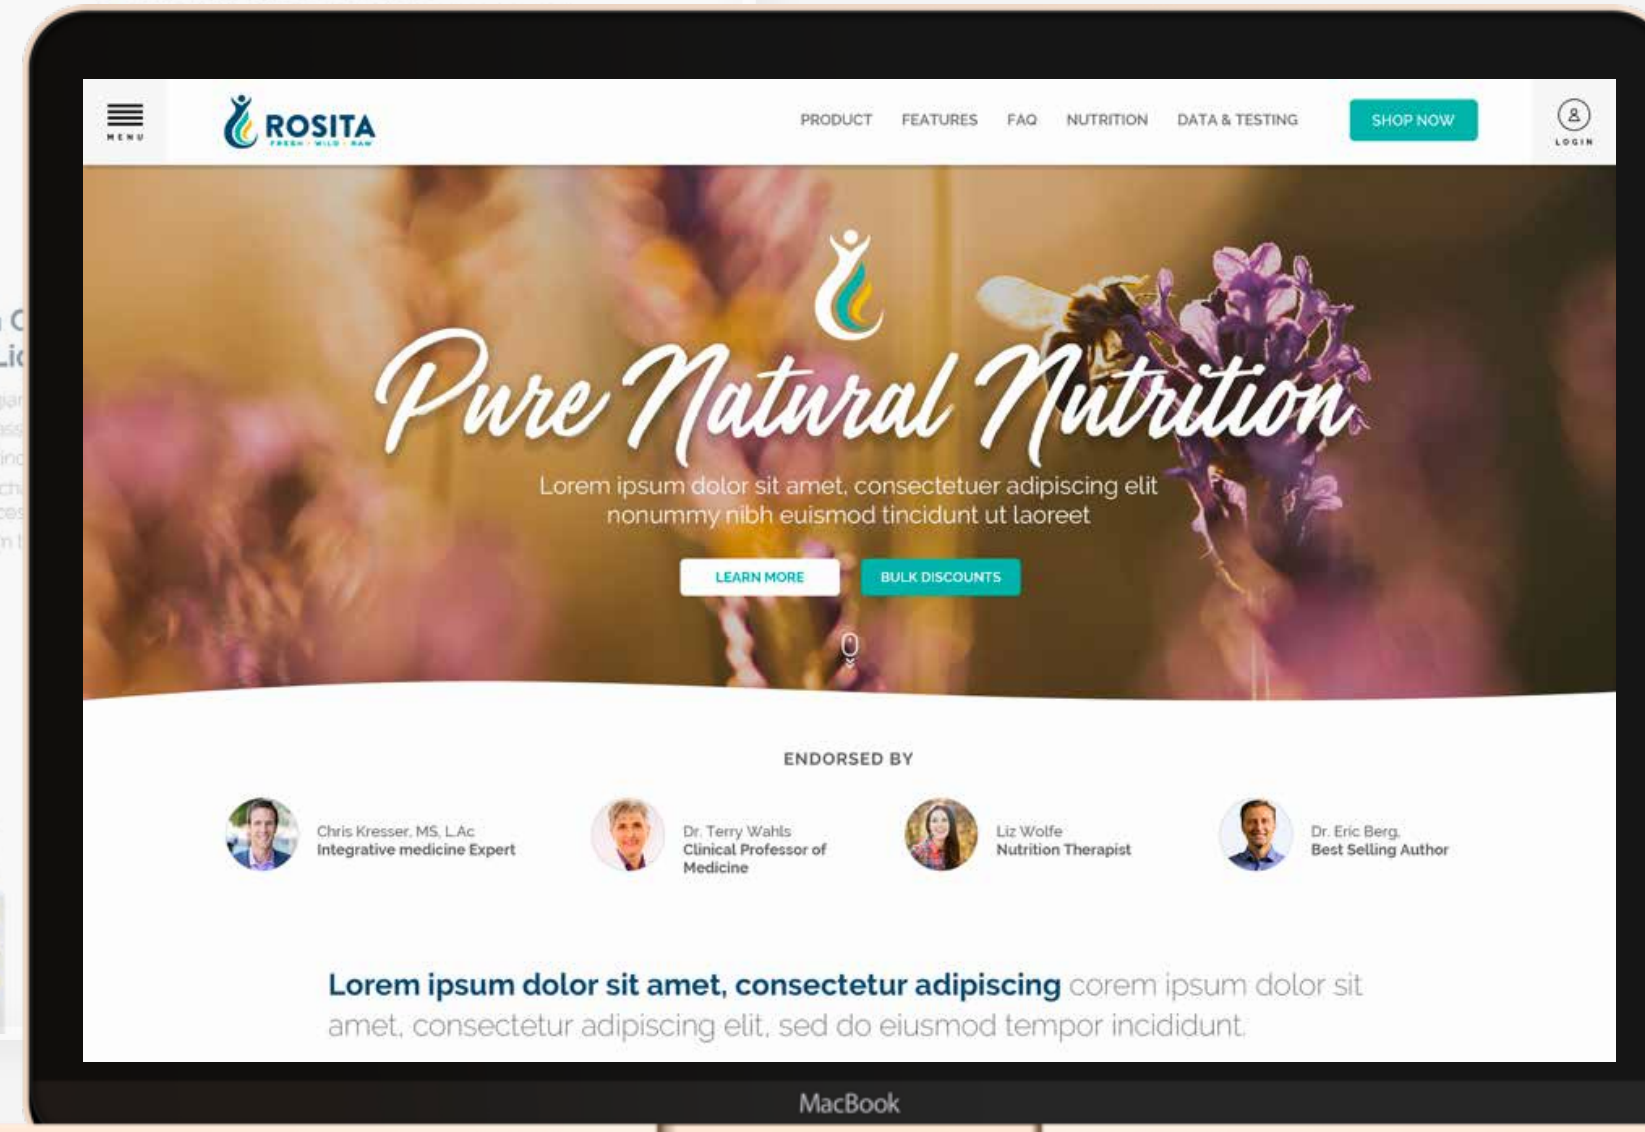 MENU
ROSITA
FRESH • WILD • RAW
PRODUCT FEATURES FAQ NUTRITION DATA & TESTING SHOP NOW
LOGIN
Pure Natural Nutrition
Lorem ipsum dolor sit amet, consectetuer adipiscing elit
nonummy nibh euismod tincidunt ut laoreet
LEARN MORE BULK DISCOUNTS
ENDORSED BY
Chris Kresser, MS, L.Ac
Integrative medicine Expert
Dr. Terry Wahls
Clinical Professor of
Medicine
Liz Wolfe
Nutrition Therapist
Dr. Eric Berg,
Best Selling Author
Lorem ipsum dolor sit amet, consectetur adipiscing corem ipsum dolor sit
amet, consectetur adipiscing elit, sed do eiusmod tempor incididunt.
MacBook